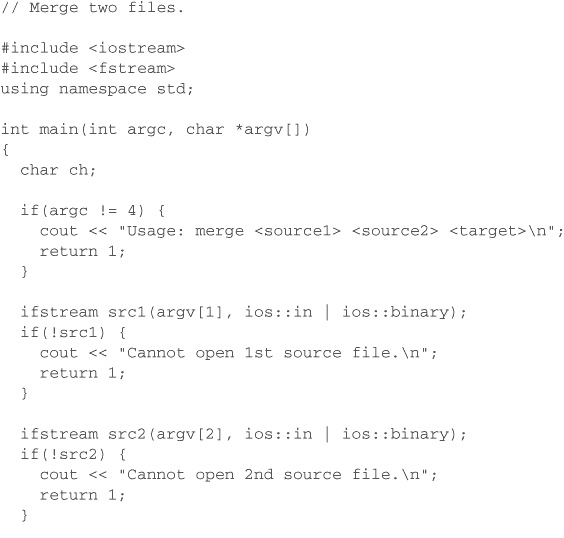 // Merge two files.

#include <iostream>
#include <fstream>
using namespace std;

int main(int argc, char *argv[])
{
  char ch;

  if(argc != 4) {
    cout << "Usage: merge <source1> <source2> <target>\n";
    return 1;
  }

  ifstream src1(argv[1], ios::in | ios::binary);
  if(!src1) {
    cout << "Cannot open 1st source file.\n";
    return 1;
  }

  ifstream src2(argv[2], ios::in | ios::binary);
  if(!src2) {
    cout << "Cannot open 2nd source file.\n";
    return 1;
  }